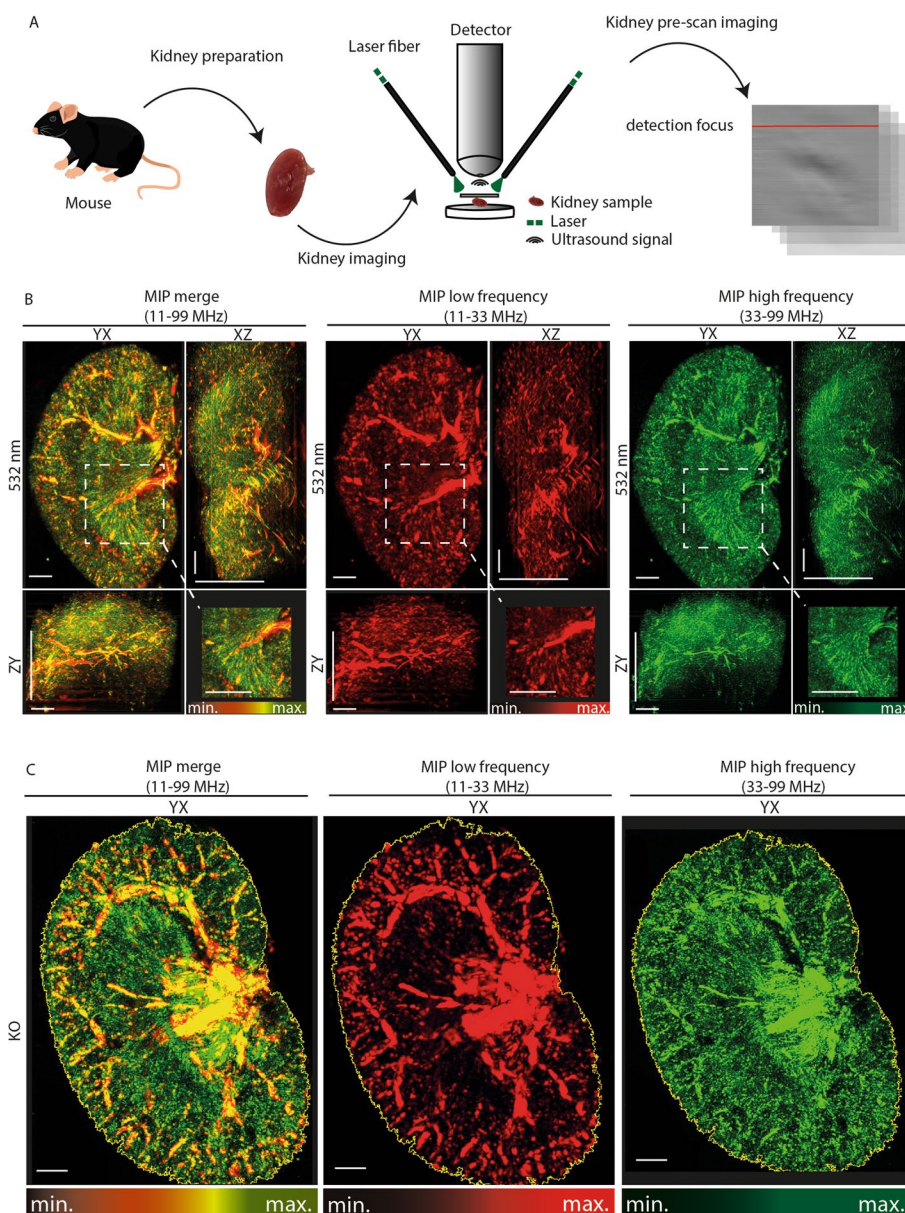 A
Kidney preparation
Mouse
Kidney imaging
Laser fiber
Detector
Kidney sample
Laser
Ultrasound signal
Kidney pre-scan imaging
detection focus
B
MIP merge
(11-99 MHz)
MIP low frequency
(11-33 MHz)
MIP high frequency
(33-99 MHz)
YX
XZ
YX
XZ
YX
XZ
532 nm
532 nm
532 nm
ZY
ZY
ZY
min. max.
min. max.
min. max.
C
MIP merge
(11-99 MHz)
MIP low frequency
(11-33 MHz)
MIP high frequency
(33-99 MHz)
YX
YX
YX
KO
min. max.
min. max.
min. max.